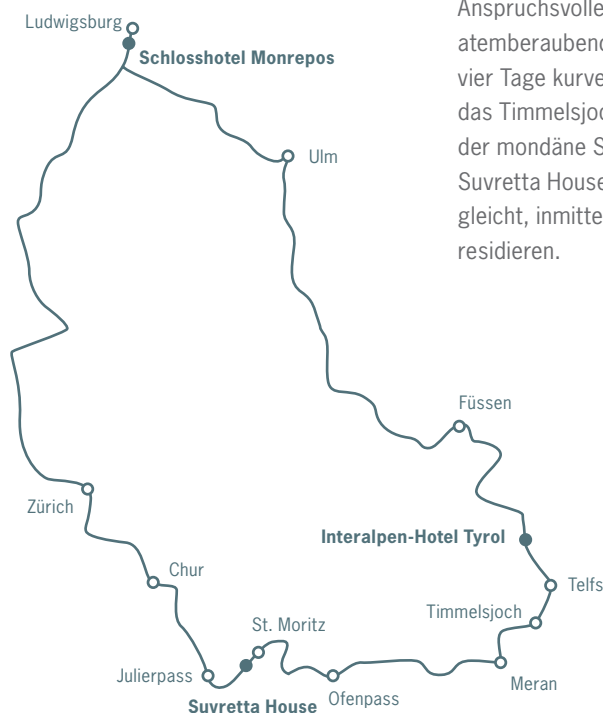 Anspruchsvolle
atemberaubend
vier Tage kurve
das Timmelsjoc
der mondäne S
Suvretta House
gleicht, inmitte
residieren.
Ludwigsburg
Schlosshotel Monrepos
Ulm
Füssen
Zürich
Interalpen-Hotel Tyrol
Chur
Telfs
Timmelsjoch
St. Moritz
Julierpass
Meran
Ofenpass
Suvretta House